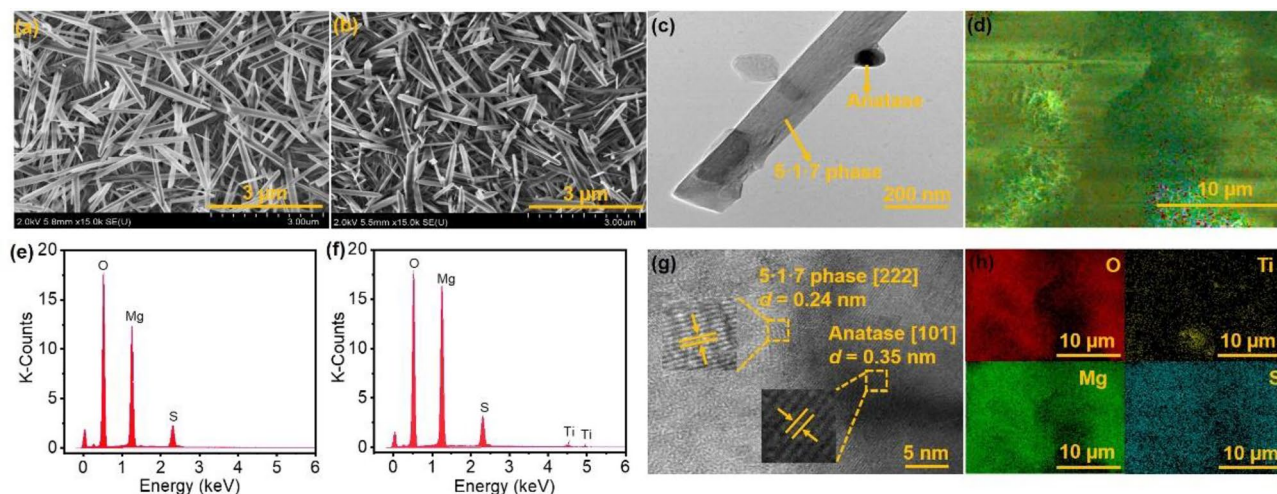 (a)
3 μm
2.0kV 5.8mm x15.0k SE(U)
3.00um
(b)
3 μm
2.0kV 5.5mm x15.0k SE(U)
3.00um
(c)
Anatase
5·1·7 phase
200 nm
(d)
10 μm
(e)
20
15
10
5
0
K-Counts
O
Mg
S
0 1 2 3 4 5 6
Energy (keV)
(f)
20
15
10
5
0
K-Counts
O
Mg
S
Ti
Ti
0 1 2 3 4 5 6
Energy (keV)
(g)
5·1·7 phase [222]
d = 0.24 nm
Anatase [101]
d = 0.35 nm
5 nm
(h)
O
10 μm
Ti
10 μm
Mg
10 μm
S
10 μm